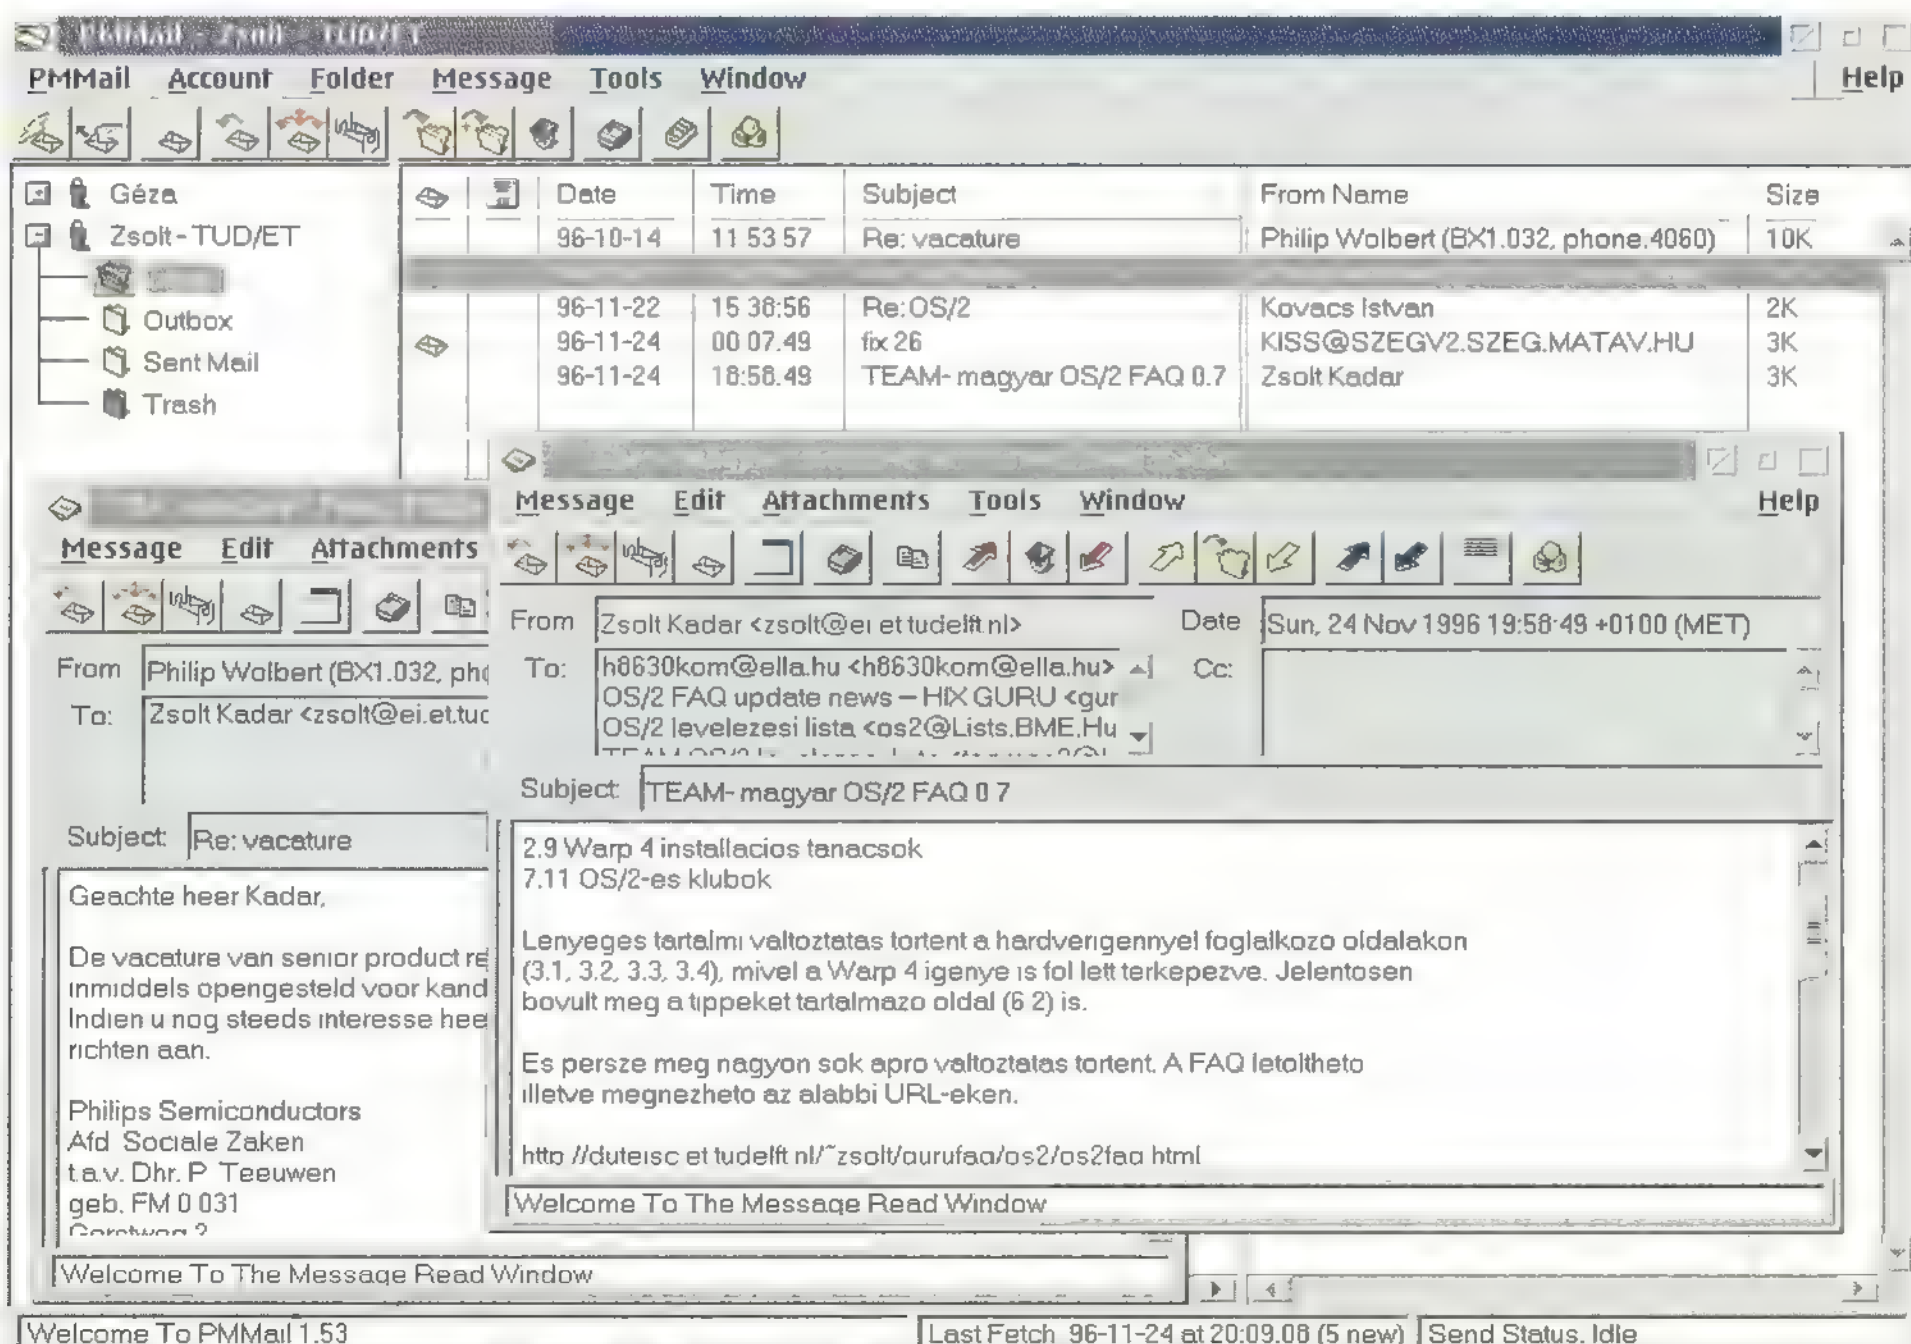 PMMail - Zsolt - TUD/ET
PMMail Account Folder Message Tools Window Help
Géza
Zsolt - TUD/ET
Outbox
Sent Mail
Trash
Date Time Subject From Name Size
96-10-14 11 53 57 Re: vacature Philip Wolbert (BX1.032, phone.4060) 10K
96-11-22 15 38:56 Re: OS/2 Kovacs Istvan 2K
96-11-24 00 07.49 fix 26 KISS@SZEGV2.SZEG.MATAV.HU 3K
96-11-24 18:58.49 TEAM- magyar OS/2 FAQ 0.7 Zsolt Kadar 3K
Message Edit Attachments
From Philip Wolbert (BX1.032, pho
To: Zsolt Kadar <zsolt@ei.et.tud
Subject: Re: vacature
Geachte heer Kadar,
De vacature van senior product re
inmiddels opengesteld voor kand
Indien u nog steeds interesse hee
richten aan.
Philips Semiconductors
Afd Sociale Zaken
t.a.v. Dhr. P Teeuwen
geb. FM 0 031
Gerstweg 2
Welcome To The Message Read Window
Message Edit Attachments Tools Window Help
From Zsolt Kadar <zsolt@ei et tudelft nl> Date Sun, 24 Nov 1996 19:58:49 +0100 (MET)
To: h8630kom@ella.hu <h8630kom@ella.hu> Cc:
OS/2 FAQ update news – HIX GURU <gur
OS/2 levelezesi lista <os2@Lists.BME.Hu
Subject: TEAM- magyar OS/2 FAQ 0 7
2.9 Warp 4 installacios tanacsok
7.11 OS/2-es klubok
Lenyeges tartalmi valtoztatas tortent a hardverigennyel foglalkozo oldalakon
(3.1, 3.2, 3.3, 3.4), mivel a Warp 4 igenye is fol lett terkepezve. Jelentosen
bovult meg a tippeket tartalmazo oldal (6 2) is.
Es persze meg nagyon sok apro valtoztatas tortent. A FAQ letoltheto
illetve megnezheto az alabbi URL-eken.
http //duteisc et tudelft nl/~zsolt/gurufaq/os2/os2faq html
Welcome To The Message Read Window
Welcome To PMMail 1.53 Last Fetch 96-11-24 at 20:09.08 (5 new) Send Status. Idle